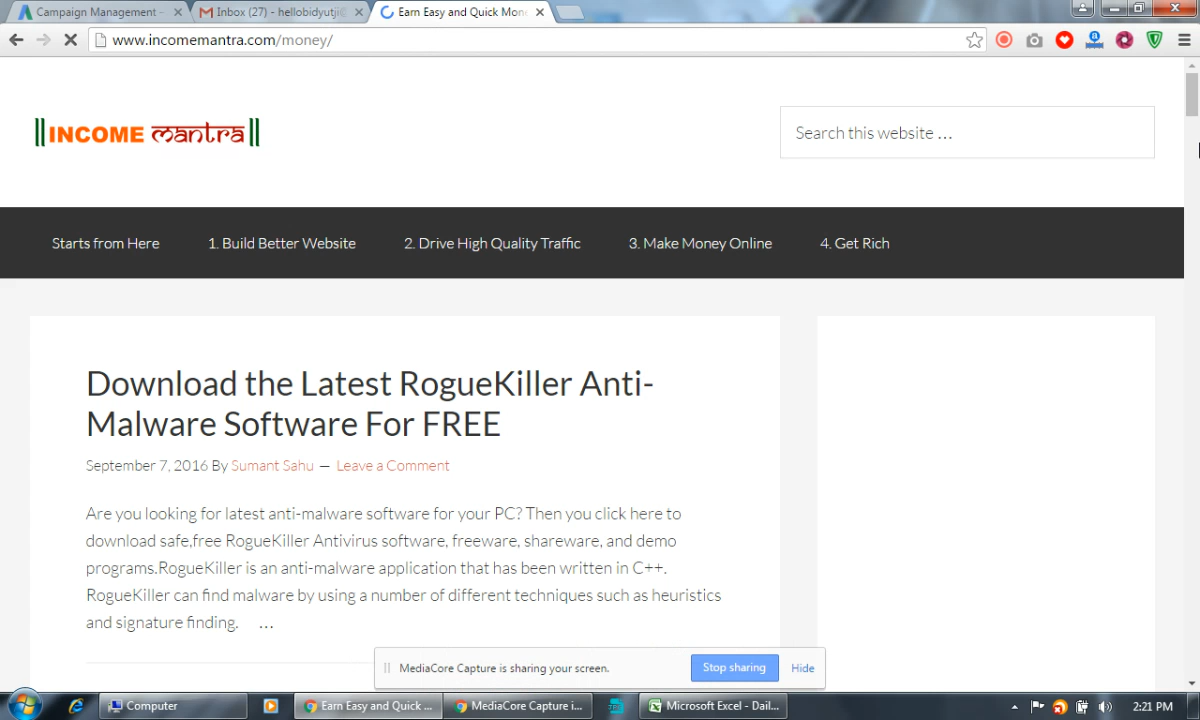 Campaign Management -
Inbox (27) - hellobidyutji@
Earn Easy and Quick Mon
www.incomemantra.com/money/
||INCOME mantra||
Search this website ...
Starts from Here
1. Build Better Website
2. Drive High Quality Traffic
3. Make Money Online
4. Get Rich
Download the Latest RogueKiller Anti-
Malware Software For FREE
September 7, 2016 By Sumant Sahu — Leave a Comment
Are you looking for latest anti-malware software for your PC? Then you click here to
download safe,free RogueKiller Antivirus software, freeware, shareware, and demo
programs.RogueKiller is an anti-malware application that has been written in C++.
RogueKiller can find malware by using a number of different techniques such as heuristics
and signature finding. ...
MediaCore Capture is sharing your screen.
Stop sharing
Hide
Computer
Earn Easy and Quick ...
MediaCore Capture i...
Microsoft Excel - Dail...
2:21 PM